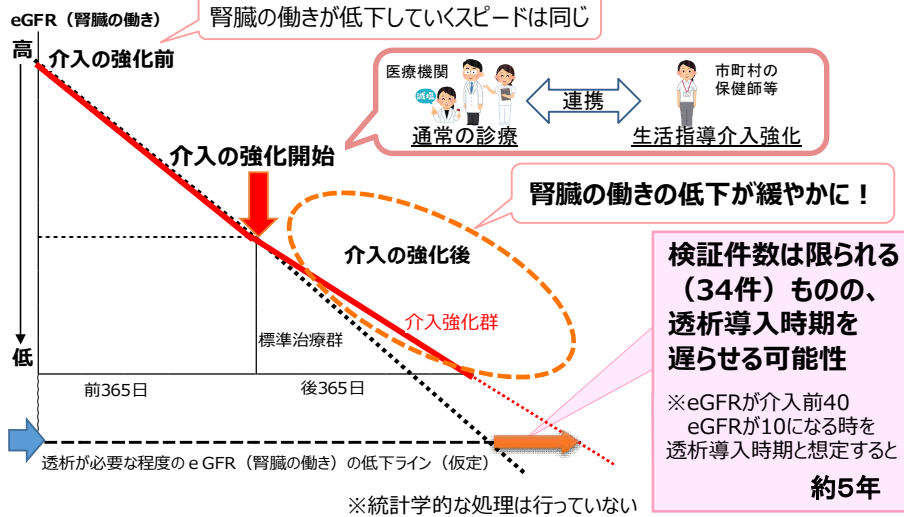 eGFR（腎臓の働き）
腎臓の働きが低下していくスピードは同じ
高
介入の強化前
医療機関
減塩
連携
市町村の
保健師等
通常の診療
生活指導介入強化
介入の強化開始
腎臓の働きの低下が緩やかに！
介入の強化後
検証件数は限られる
（34件）ものの、
透析導入時期を
遅らせる可能性
介入強化群
標準治療群
低
前365日
後365日
※eGFRが介入前40
eGFRが10になる時を
透析導入時期と想定すると
約5年
透析が必要な程度のｅGFR（腎臓の働き）の低下ライン（仮定）
※統計学的な処理は行っていない